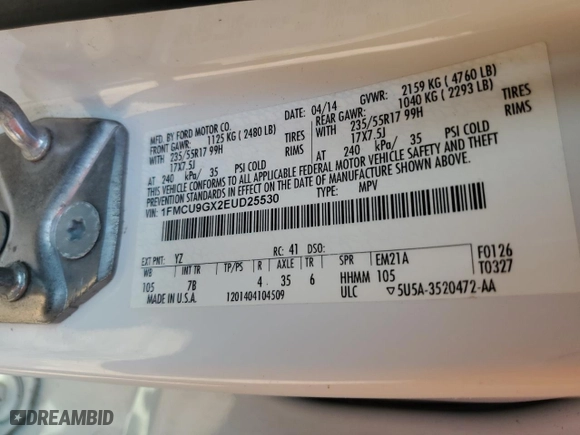 MFD. BY FORD MOTOR CO.
DATE: 04/14 GVWR: 2159 KG ( 4760 LB)
FRONT GAWR: 1125 KG ( 2480 LB) REAR GAWR: 1040 KG ( 2293 LB)
WITH 235/55R17 99H TIRES WITH 235/55R17 99H TIRES
17X7.5J RIMS 17X7.5J RIMS
AT 240 kPa/ 35 PSI COLD AT 240 kPa/ 35 PSI COLD
THIS VEHICLE CONFORMS TO ALL APPLICABLE FEDERAL MOTOR VEHICLE SAFETY AND THEFT
PREVENTION STANDARDS IN EFFECT ON THE DATE OF MANUFACTURE SHOWN ABOVE.
VIN: 1FMCU9GX2EUD25530 TYPE: MPV
EXT PNT: YZ RC: 41 DSO: F0126
WB INT TR TP/PS R AXLE TR SPR EM21A T0327
105 7B 4 35 6 HHMM 105
MADE IN U.S.A. 1201404104509 ULC ▽5U5A-3520472-AA
DREAMBID